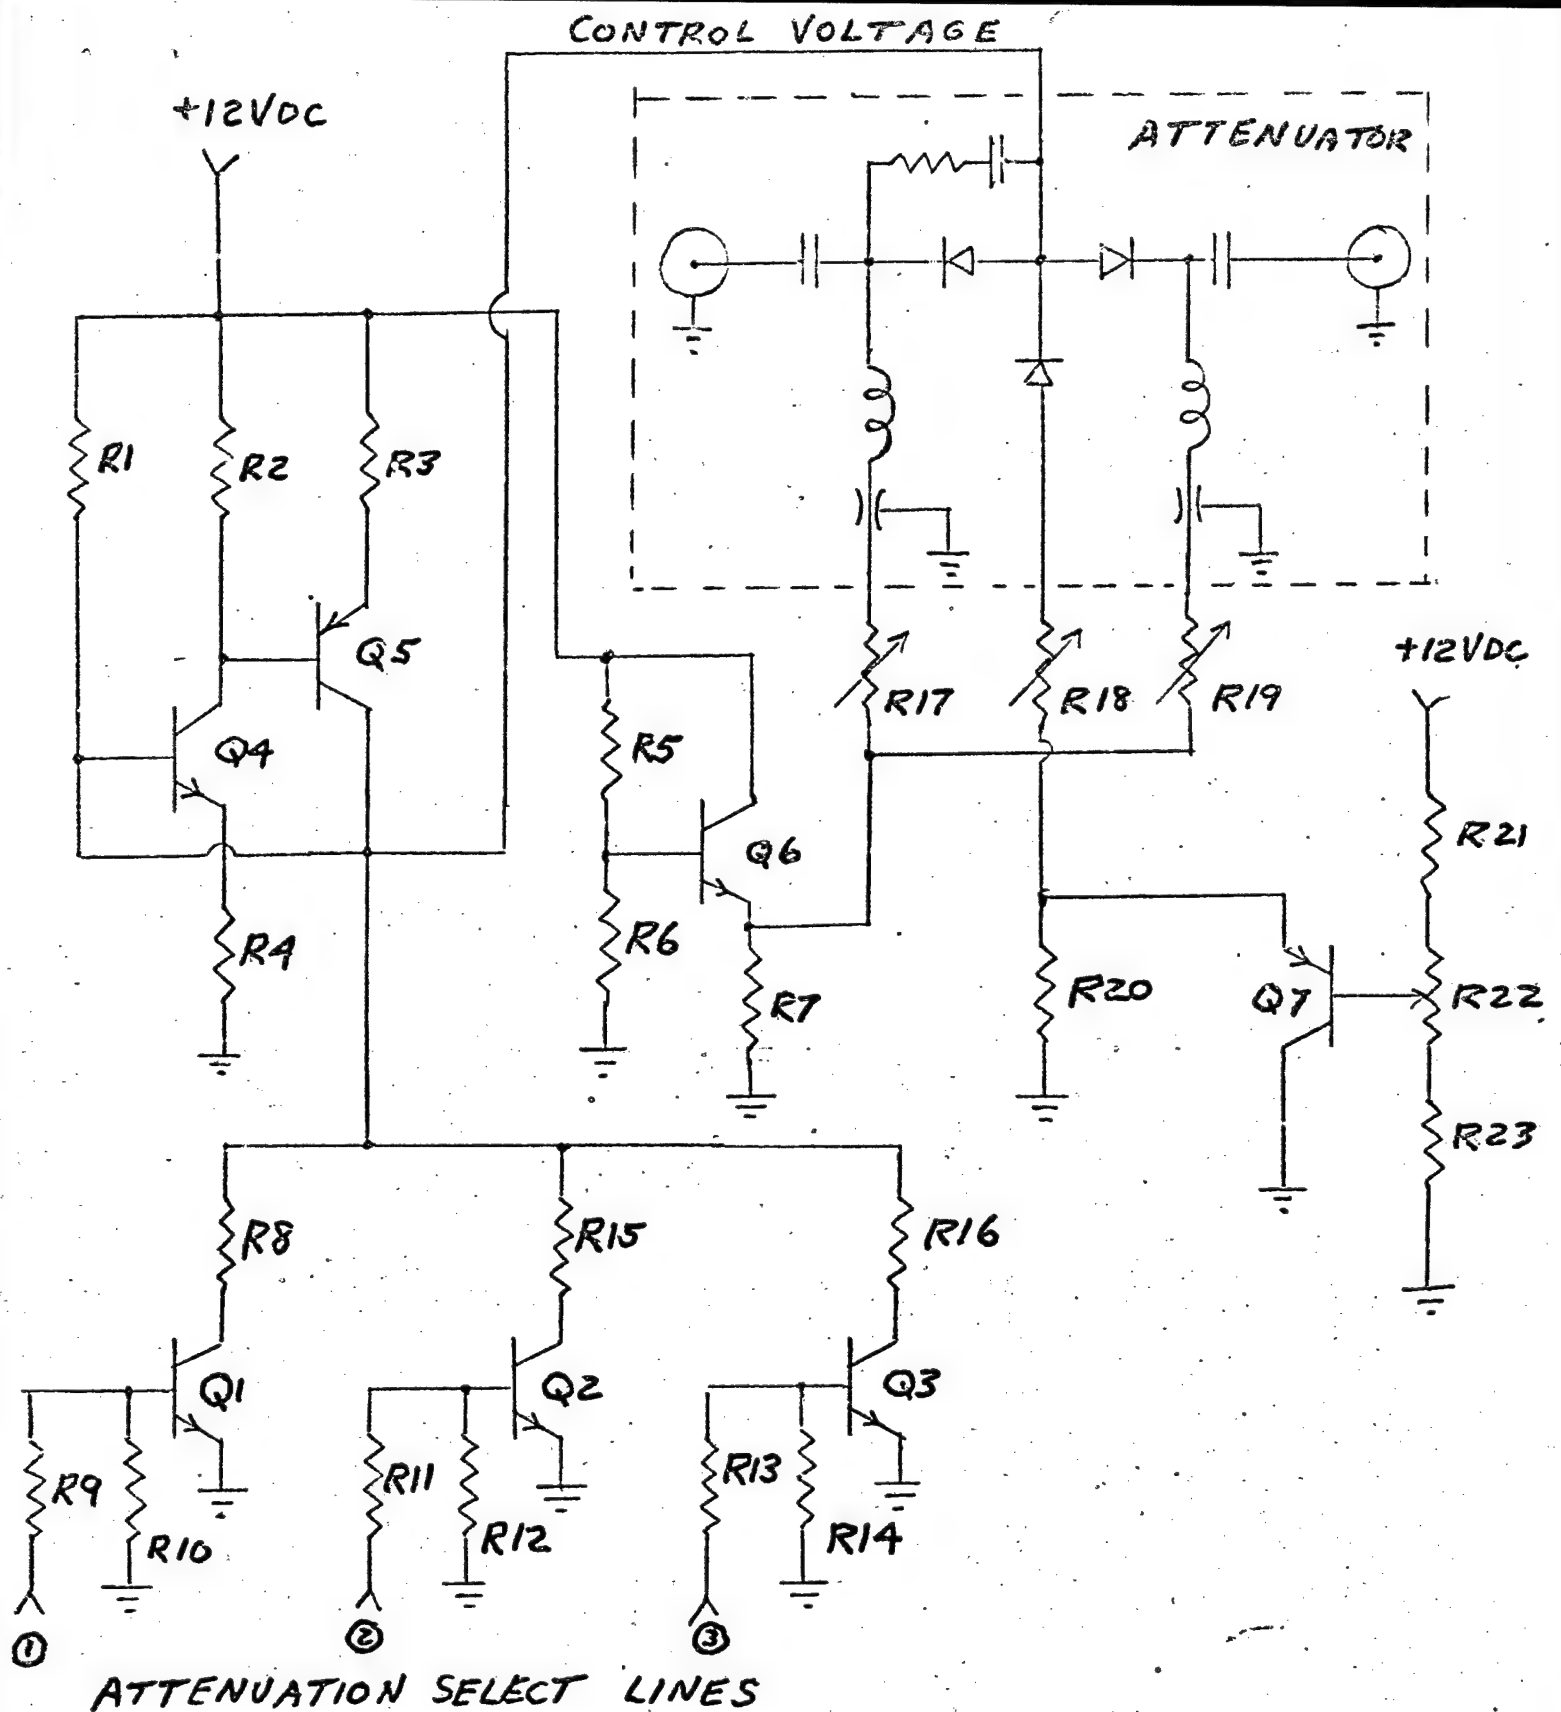 CONTROL VOLTAGE
+12VDC
ATTENUATOR
R1
R2
R3
Q5
Q4
R4
R5
Q6
R6
R7
R17
R18
R19
+12VDC
R21
R20
Q7
R22
R23
R8
R15
R16
Q1
Q2
Q3
R9
R10
R11
R12
R13
R14
1
2
3
ATTENUATION SELECT LINES